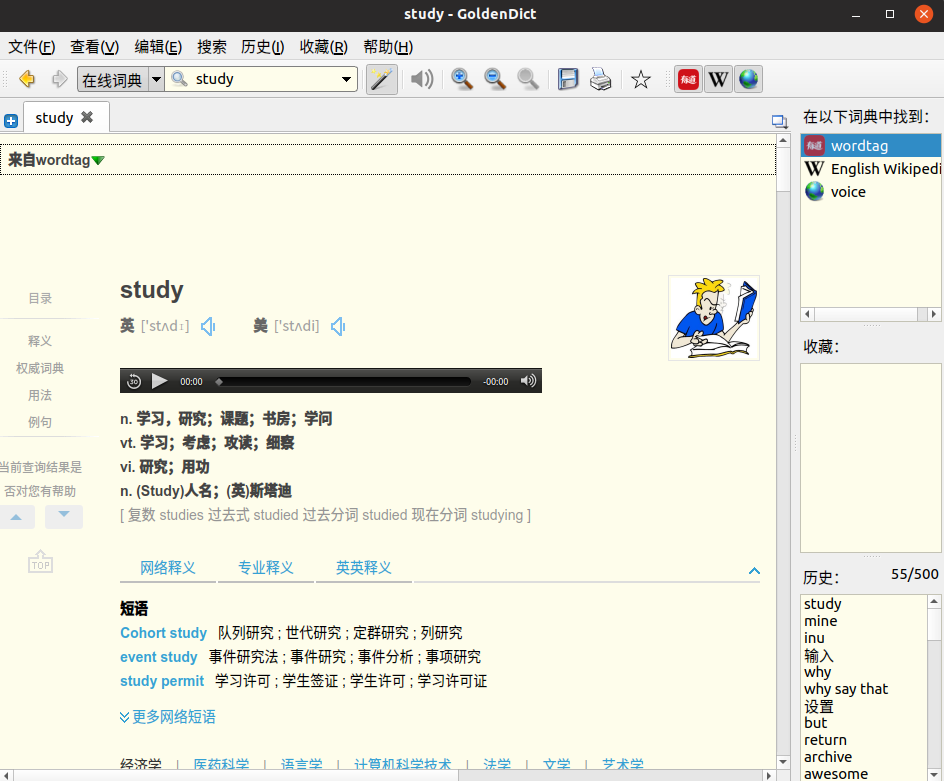 study - GoldenDict
文件(F) 查看(V) 编辑(E) 搜索 历史(I) 收藏(R) 帮助(H)
在线词典 study 有道 W
study
来自wordtag
目录
释义
权威词典
用法
例句
当前查询结果是
否对您有帮助
TOP
study
英 ['stʌdɪ] 美 ['stʌdi]
30 00:00 -00:00
n. 学习，研究；课题；书房；学问
vt. 学习；考虑；攻读；细察
vi. 研究；用功
n. (Study)人名；(英)斯塔迪
[ 复数 studies 过去式 studied 过去分词 studied 现在分词 studying ]
网络释义 专业释义 英英释义
短语
Cohort study 队列研究 ; 世代研究 ; 定群研究 ; 列研究
event study 事件研究法 ; 事件研究 ; 事件分析 ; 事项研究
study permit 学习许可 ; 学生签证 ; 学生许可 ; 学习许可证
更多网络短语
经济学 | 医药科学 | 语言学 | 计算机科学技术 | 法学 | 文学 | 艺术学
在以下词典中找到：
有道 wordtag
W English Wikipedi
voice
收藏：
历史： 55/500
study
mine
inu
输入
why
why say that
设置
but
return
archive
awesome